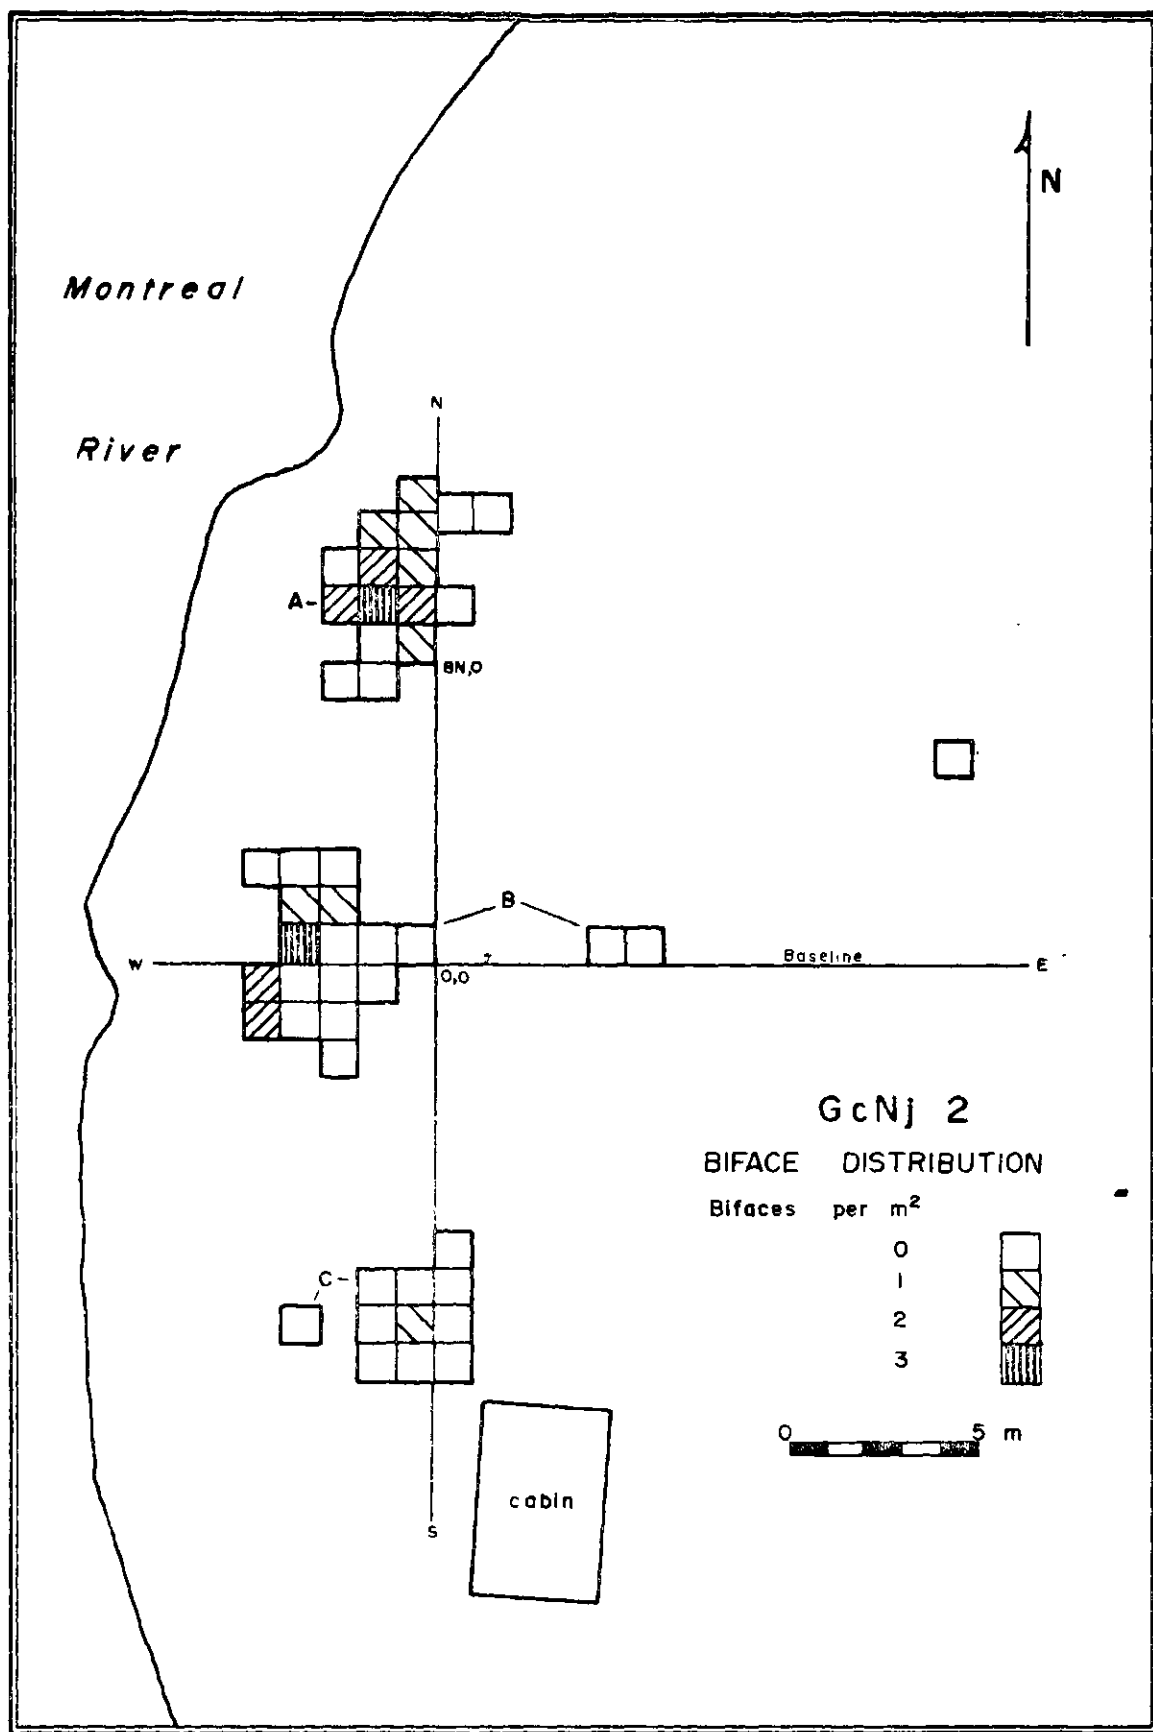 N
Montreal
N
River
A-
8N,0
B
W
Baseline
E
0,0
GcNj 2
BIFACE DISTRIBUTION
Bifaces per m²
0
C-
1
2
3
0 5 m
cabin
S